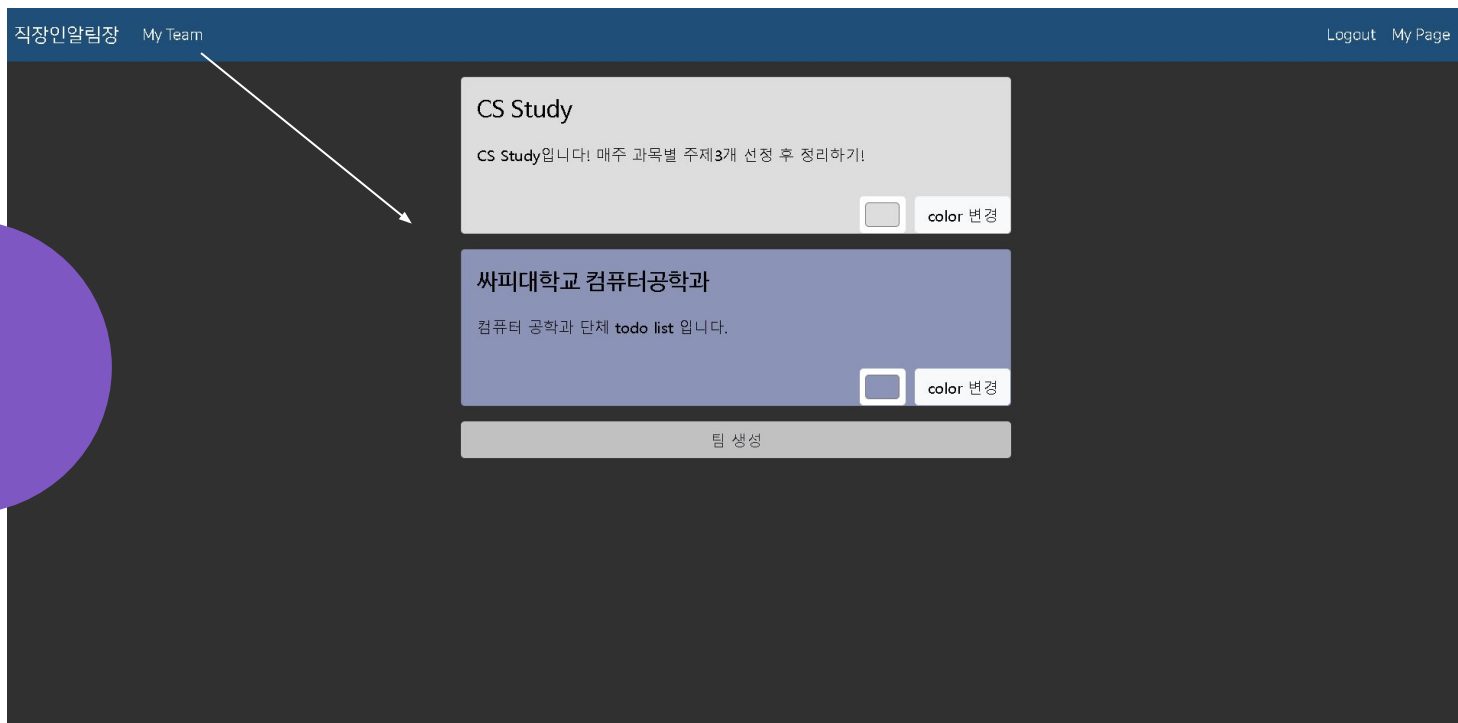 직장인알림장 My Team Logout My Page
CS Study
CS Study입니다! 매주 과목별 주제3개 선정 후 정리하기!
color 변경
싸피대학교 컴퓨터공학과
컴퓨터 공학과 단체 todo list 입니다.
color 변경
팀 생성